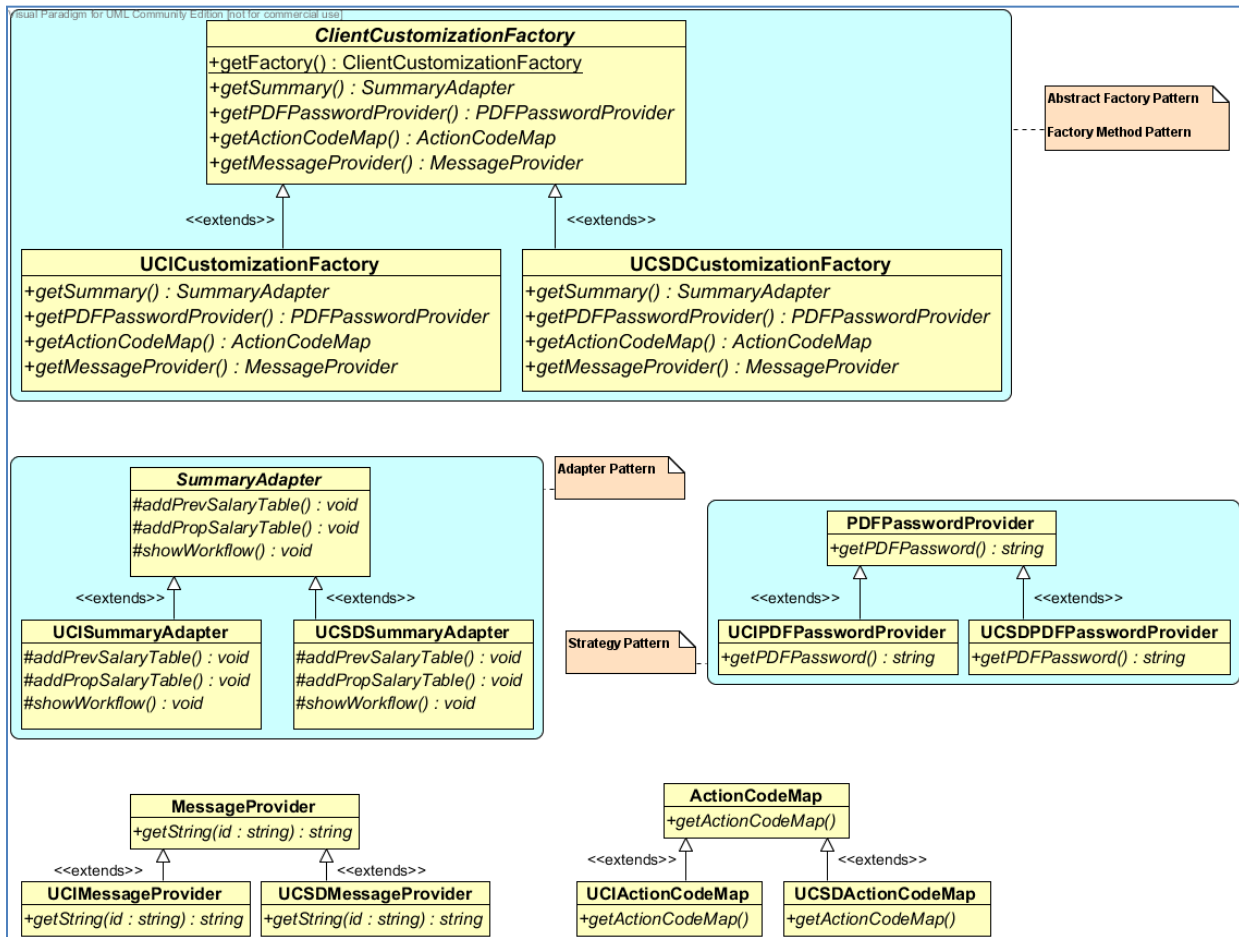 Visual Paradigm for UML Community Edition [not for commercial use]
ClientCustomizationFactory
+getFactory() : ClientCustomizationFactory
+getSummary() : SummaryAdapter
+getPDFPasswordProvider() : PDFPasswordProvider
+getActionCodeMap() : ActionCodeMap
+getMessageProvider() : MessageProvider
Abstract Factory Pattern
Factory Method Pattern
<<extends>>
<<extends>>
UCICustomizationFactory
+getSummary() : SummaryAdapter
+getPDFPasswordProvider() : PDFPasswordProvider
+getActionCodeMap() : ActionCodeMap
+getMessageProvider() : MessageProvider
UCSDCustomizationFactory
+getSummary() : SummaryAdapter
+getPDFPasswordProvider() : PDFPasswordProvider
+getActionCodeMap() : ActionCodeMap
+getMessageProvider() : MessageProvider
SummaryAdapter
#addPrevSalaryTable() : void
#addPropSalaryTable() : void
#showWorkflow() : void
Adapter Pattern
<<extends>>
<<extends>>
UCISummaryAdapter
#addPrevSalaryTable() : void
#addPropSalaryTable() : void
#showWorkflow() : void
UCSDSummaryAdapter
#addPrevSalaryTable() : void
#addPropSalaryTable() : void
#showWorkflow() : void
PDFPasswordProvider
+getPDFPassword() : string
<<extends>>
<<extends>>
Strategy Pattern
UCIPDFPasswordProvider
+getPDFPassword() : string
UCSDPDFPasswordProvider
+getPDFPassword() : string
MessageProvider
+getString(id : string) : string
<<extends>>
<<extends>>
UCIMessageProvider
+getString(id : string) : string
UCSDMessageProvider
+getString(id : string) : string
ActionCodeMap
+getActionCodeMap()
<<extends>>
<<extends>>
UCIActionCodeMap
+getActionCodeMap()
UCSDActionCodeMap
+getActionCodeMap()